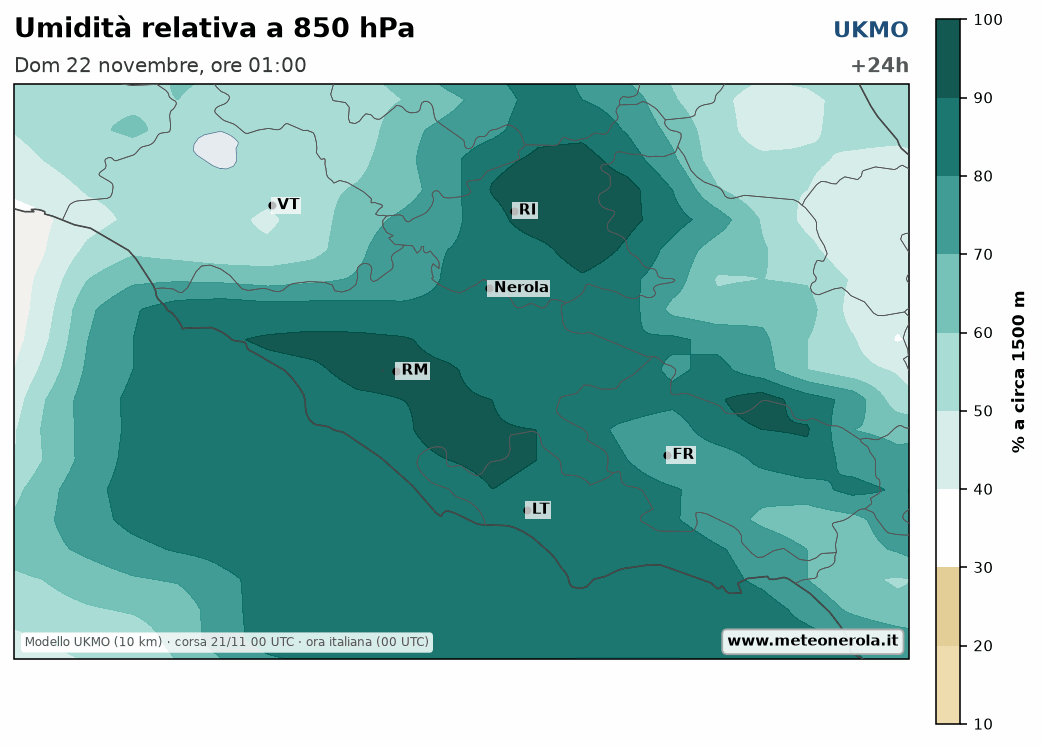 Umidità relativa a 850 hPa
UKMO
Dom 22 novembre, ore 01:00
+24h
100
90
80
70
60
50
40
30
20
10
% a circa 1500 m
VT
RI
Nerola
RM
FR
LT
Modello UKMO (10 km) · corsa 21/11 00 UTC · ora italiana (00 UTC)
www.meteonerola.it